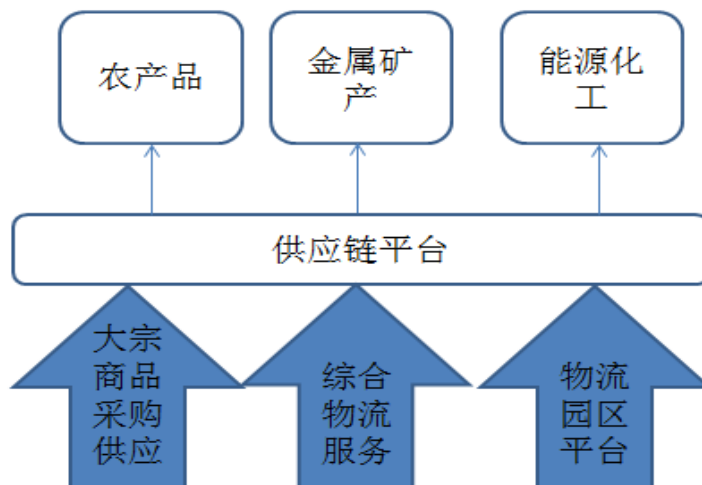 农产品
金属矿
产
能源化
工
供应链平台
大宗
商品
采购
供应
综合
物流
服务
物流
园区
平台